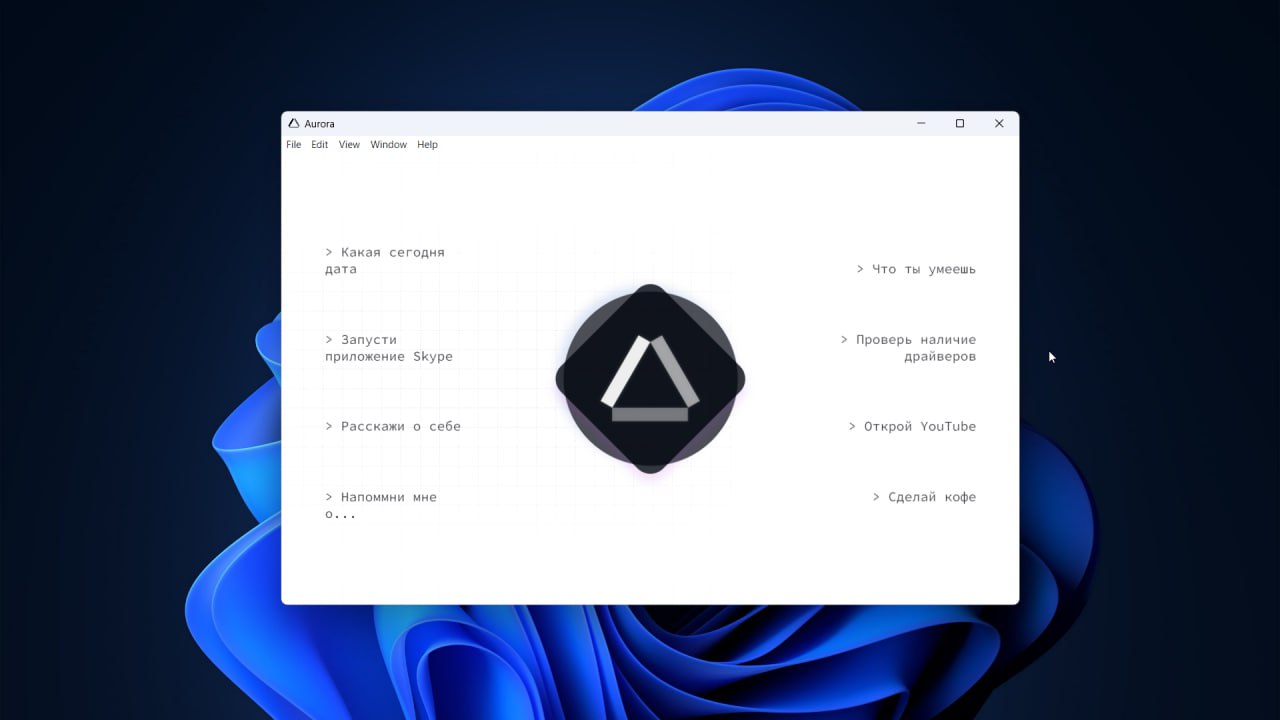 Aurora
File Edit View Window Help
> Какая сегодня
дата
> Запусти
приложение Skype
> Расскажи о себе
> Напоммни мне
о...
> Что ты умеешь
> Проверь наличие
драйверов
> Открой YouTube
> Сделай кофе